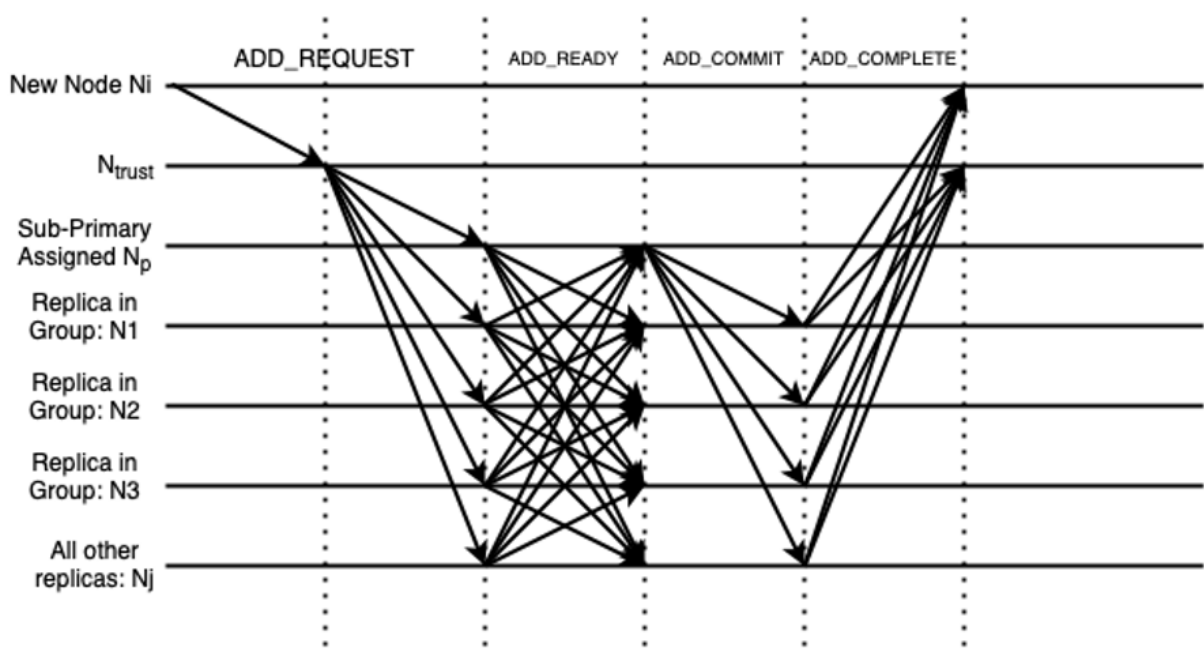 ADD_REQUEST
ADD_READY
ADD_COMMIT
ADD_COMPLETE
New Node Ni
Ntrust
Sub-Primary
Assigned Np
Replica in
Group: N1
Replica in
Group: N2
Replica in
Group: N3
All other
replicas: Nj